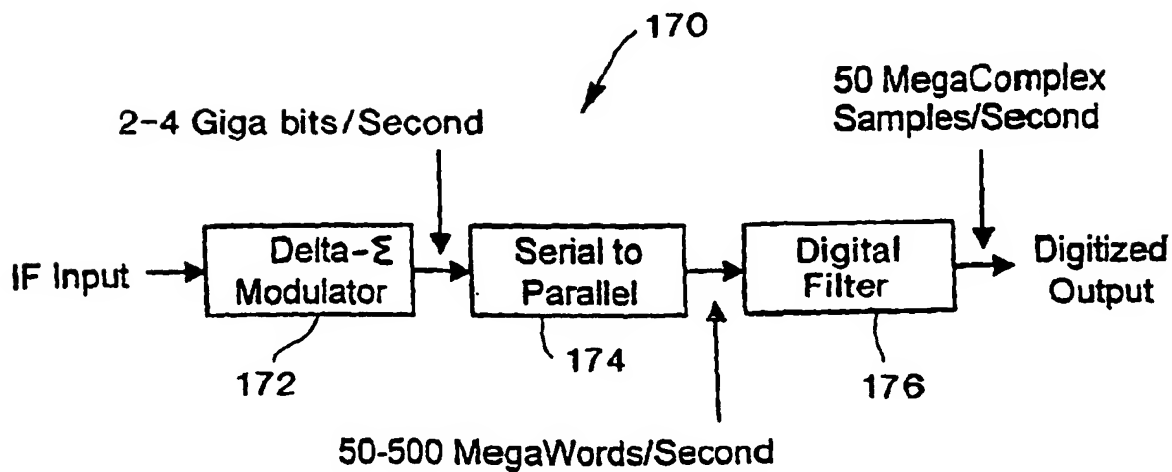 170
50 MegaComplex
Samples/Second
2-4 Giga bits/Second
IF Input
Delta-Σ
Modulator
Serial to
Parallel
Digital
Filter
Digitized
Output
172
174
176
50-500 MegaWords/Second